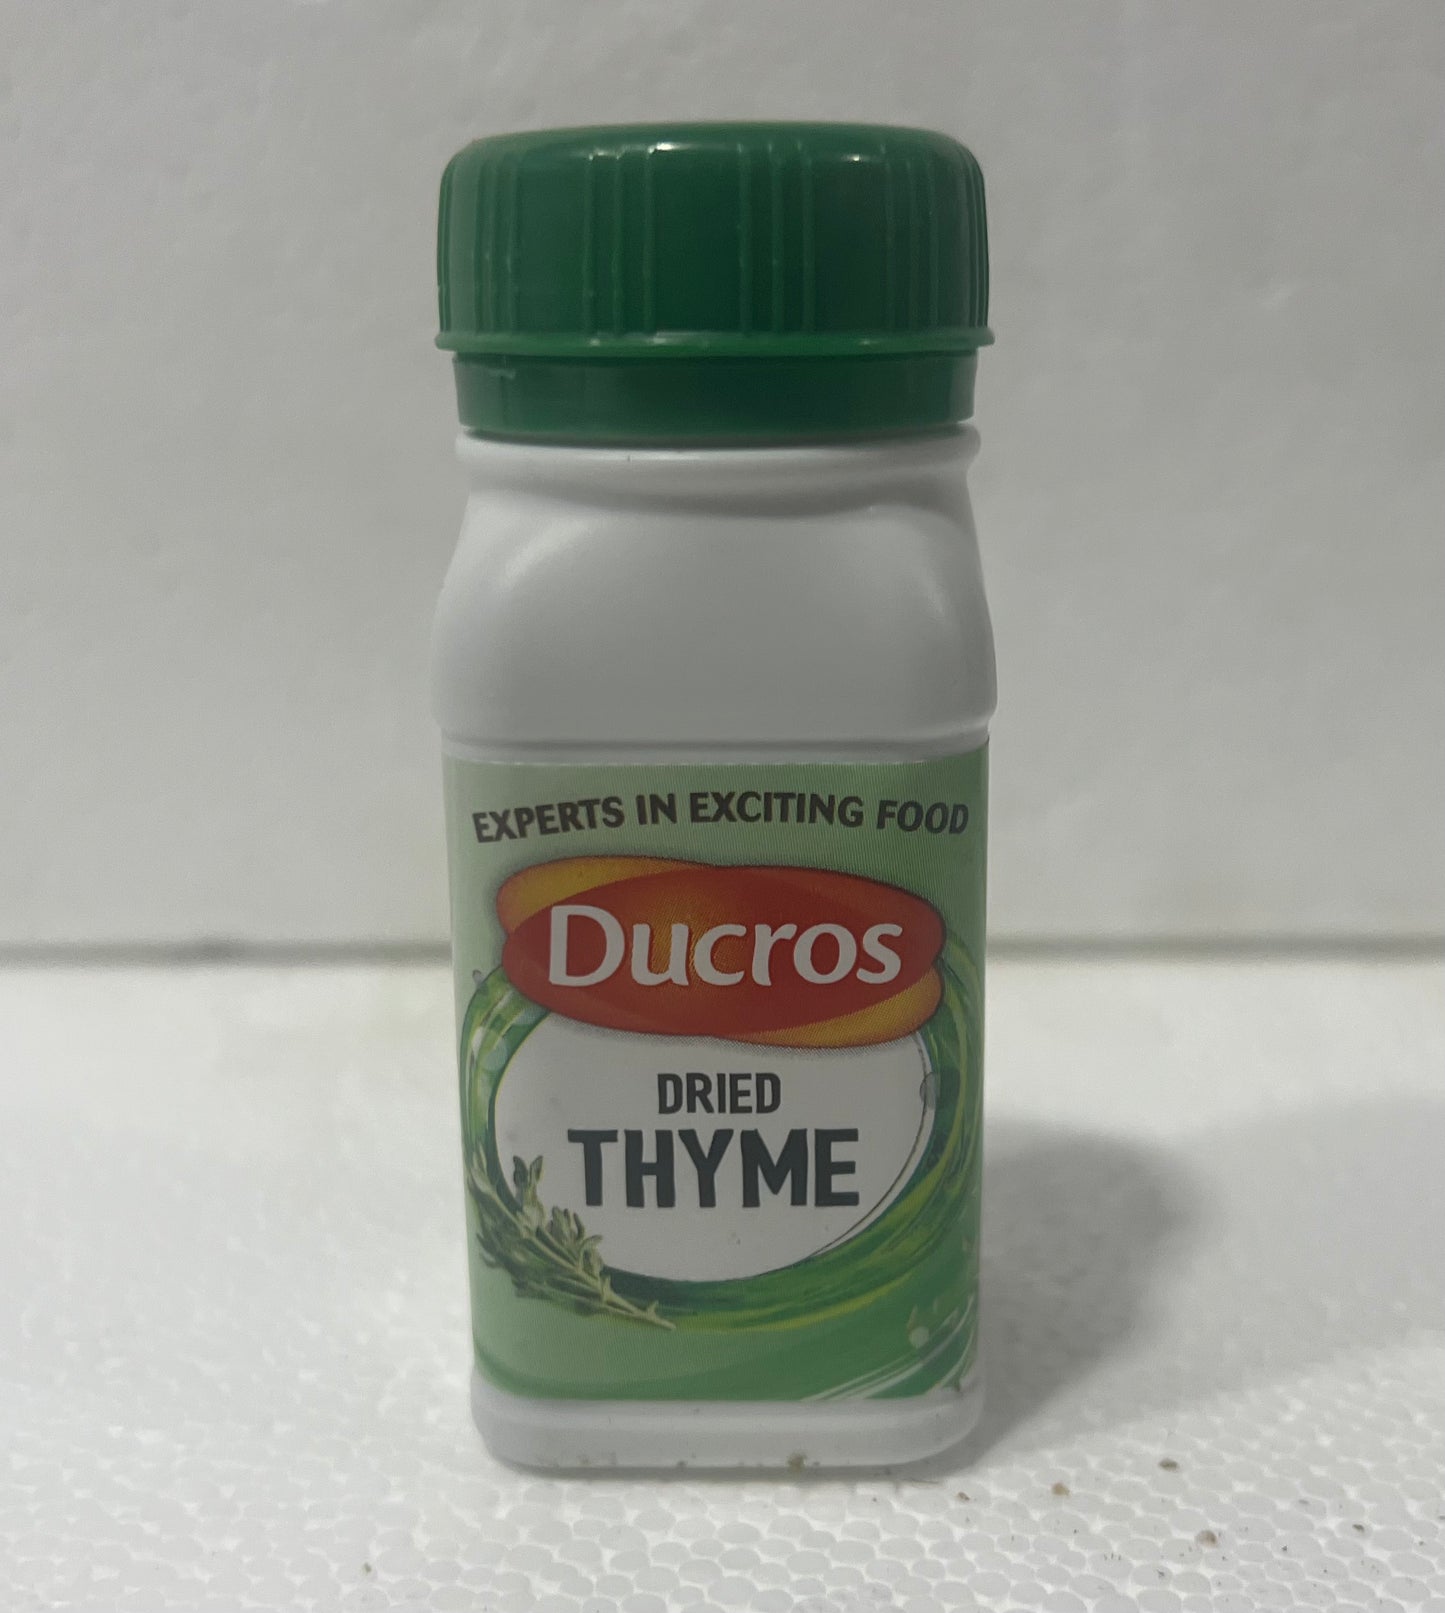 EXPERTS IN EXCITING FOOD
Ducros
DRIED
THYME